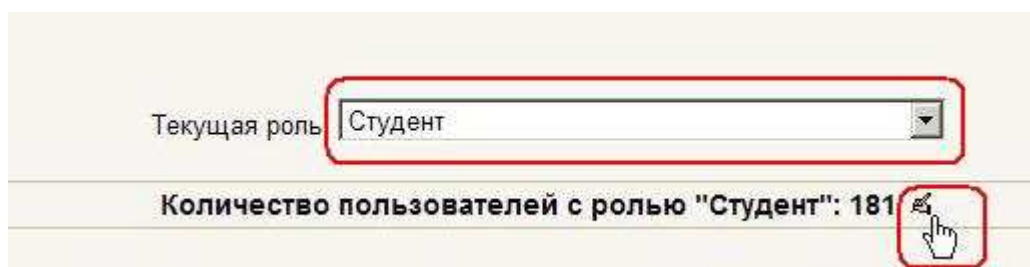 Текущая роль Студент
Количество пользователей с ролью "Студент": 181